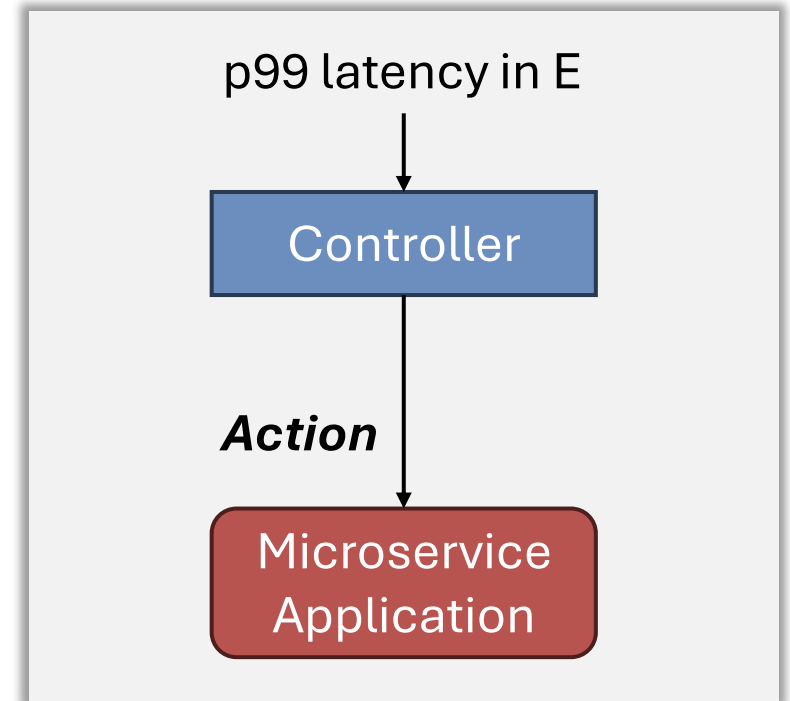 p99 latency in E
Controller
Action
Microservice
Application